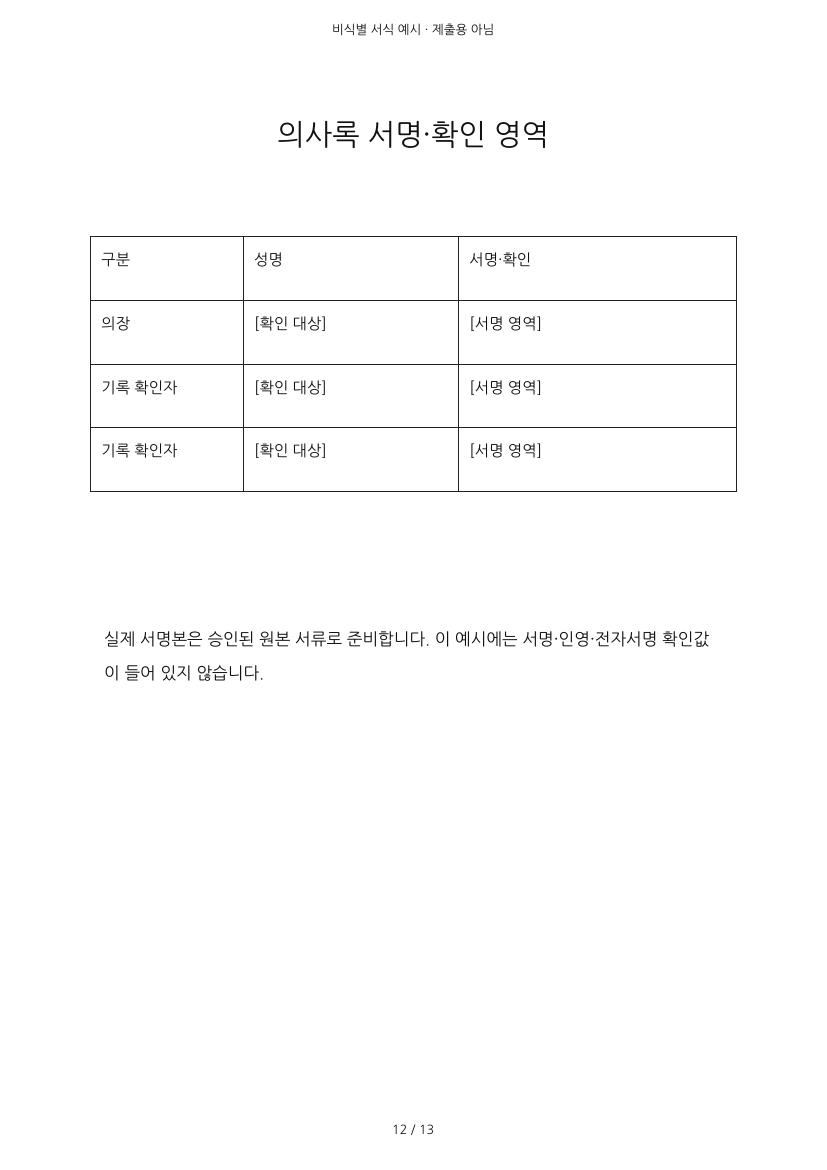 비식별 서식 예시 · 제출용 아님
의사록 서명·확인 영역
구분 성명 서명·확인
의장 [확인 대상] [서명 영역]
기록 확인자 [확인 대상] [서명 영역]
기록 확인자 [확인 대상] [서명 영역]
실제 서명본은 승인된 원본 서류로 준비합니다. 이 예시에는 서명·인영·전자서명 확인값
이 들어 있지 않습니다.
12 / 13